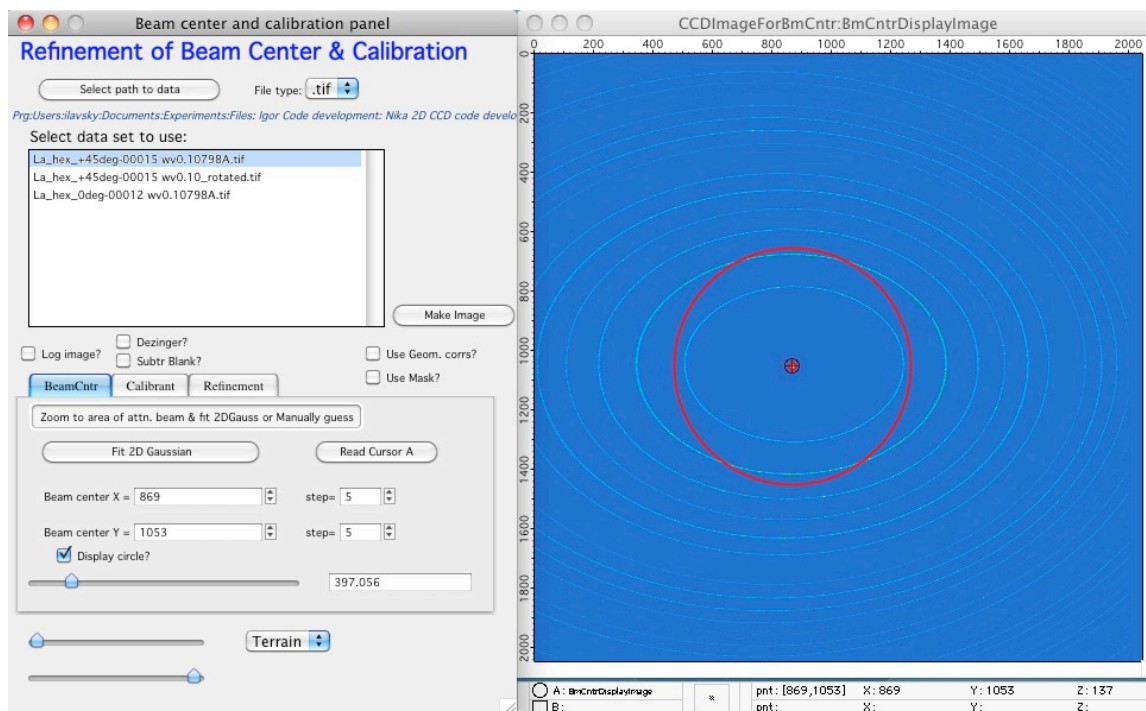 Beam center and calibration panel
Refinement of Beam Center & Calibration
Select path to data
File type: .tif
Prg:Users:ilavsky:Documents:Experiments:Files: Igor Code development: Nika 2D CCD code develo
Select data set to use:
La_hex_+45deg-00015 wv0.10798A.tif
La_hex_+45deg-00015 wv0.10_rotated.tif
La_hex_0deg-00012 wv0.10798A.tif
Make Image
Log image?
Dezinger?
Subtr Blank?
Use Geom. corrs?
Use Mask?
BeamCntr Calibrant Refinement
Zoom to area of attn. beam & fit 2DGauss or Manually guess
Fit 2D Gaussian Read Cursor A
Beam center X = 869 step= 5
Beam center Y = 1053 step= 5
Display circle?
397.056
Terrain
CCDImageForBmCntr:BmCntrDisplayImage
0 200 400 600 800 1000 1200 1400 1600 1800 2000
0
200
400
600
800
1000
1200
1400
1600
1800
2000
A: BmCntrDisplayImage pnt: [869,1053] X: 869 Y: 1053 Z: 137
B: pnt: X: Y: Z: